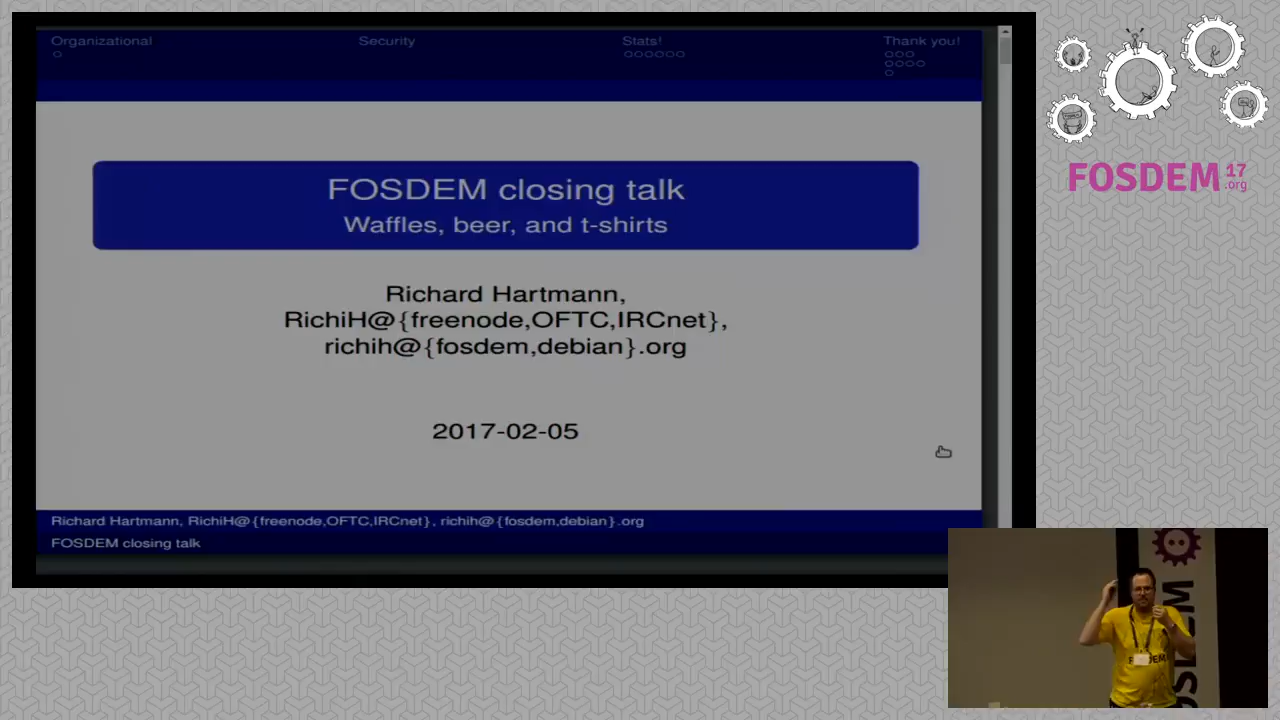 Organizational
Security
Stats!
Thank you!
FOSDEM closing talk
Waffles, beer, and t-shirts
Richard Hartmann,
RichiH@{freenode,OFTC,IRCnet},
richih@{fosdem,debian}.org
2017-02-05
Richard Hartmann, RichiH@{freenode,OFTC,IRCnet}, richih@{fosdem,debian}.org
FOSDEM closing talk
FOSDEM 17
.org
FOSDEM
FOSDEM